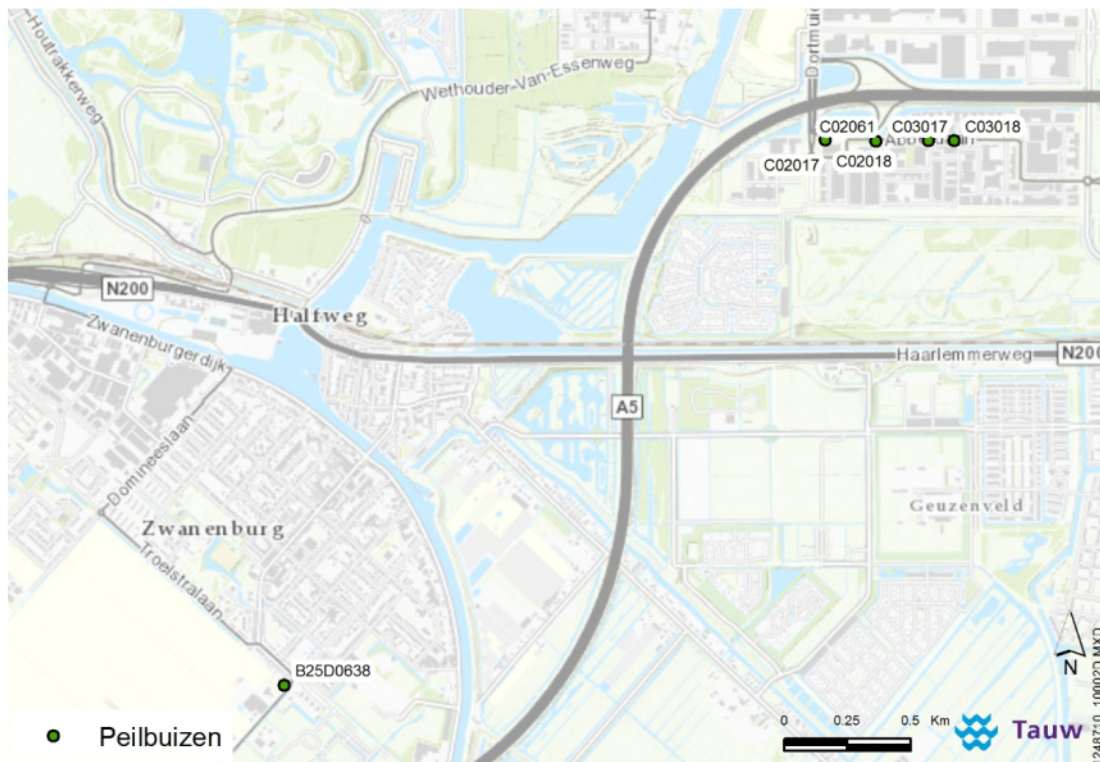 Houtrakkerweg
Wethouder-Van-Essenweg
C02061
C03017
C03018
C02017
C02018
N200
Halfweg
Zwanenburgerdijk
Haarlemmerweg
N200
A5
Domineeslaan
Zwanenburg
Geuzenveld
Troelstralaan
B25D0638
N
Peilbuizen
0 0.25 0.5 Km
Tauw